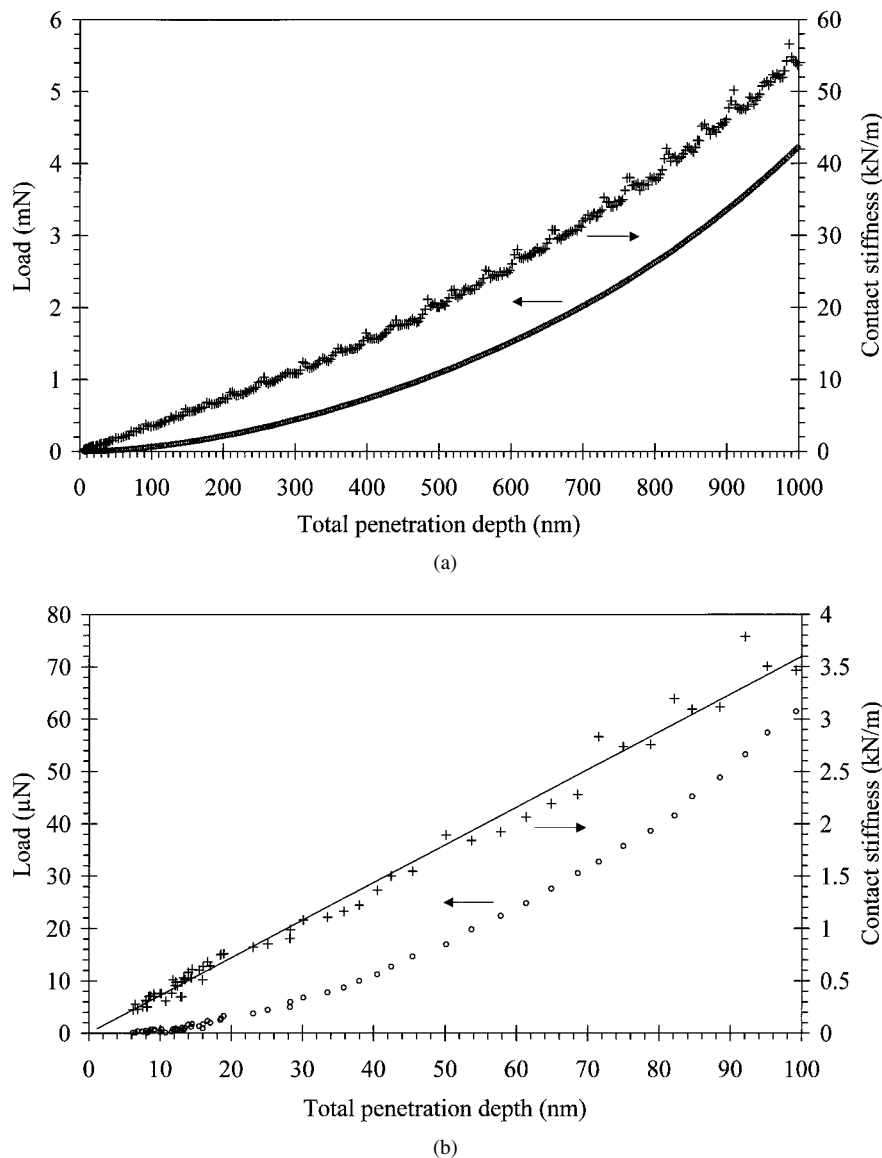 6 60
5 50
4 40
3 30
2 20
1 10
0 0
Load (mN)
Contact stiffness (kN/m)
0 100 200 300 400 500 600 700 800 900 1000
Total penetration depth (nm)
(a)
80 4
70 3.5
60 3
50 2.5
40 2
30 1.5
20 1
10 0.5
0 0
Load (μN)
Contact stiffness (kN/m)
0 10 20 30 40 50 60 70 80 90 100
Total penetration depth (nm)
(b)